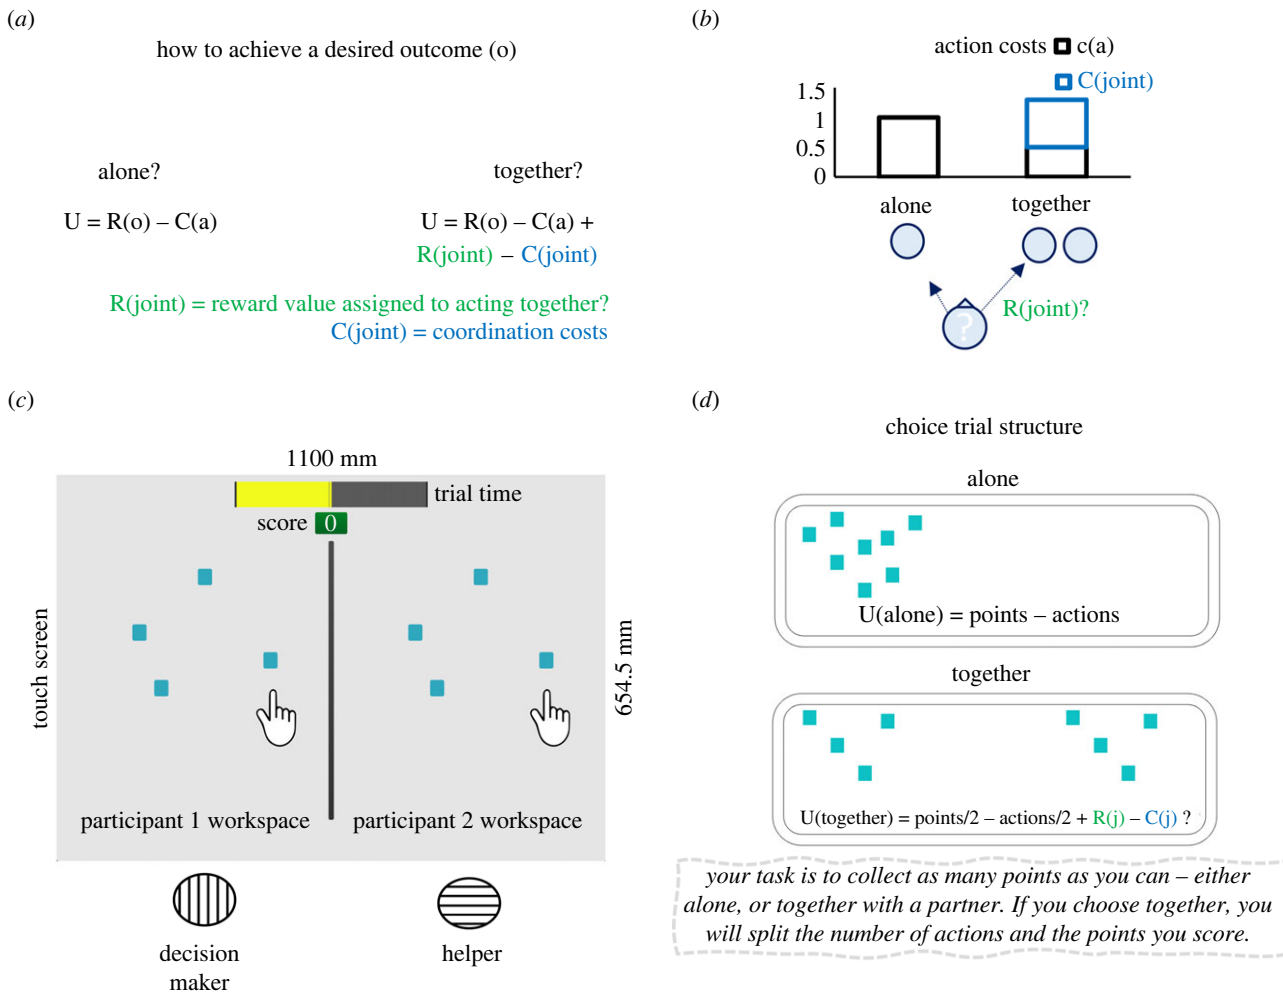 (a)
how to achieve a desired outcome (o)
alone?
together?
U = R(o) – C(a)
U = R(o) – C(a) +
R(joint) – C(joint)
R(joint) = reward value assigned to acting together?
C(joint) = coordination costs
(b)
action costs c(a)
C(joint)
1.5
1
0.5
0
alone
together
R(joint)?
?
(c)
1100 mm
trial time
score 0
touch screen
654.5 mm
participant 1 workspace
participant 2 workspace
decision
maker
helper
(d)
choice trial structure
alone
U(alone) = points – actions
together
U(together) = points/2 – actions/2 + R(j) – C(j) ?
your task is to collect as many points as you can – either
alone, or together with a partner. If you choose together, you
will split the number of actions and the points you score.